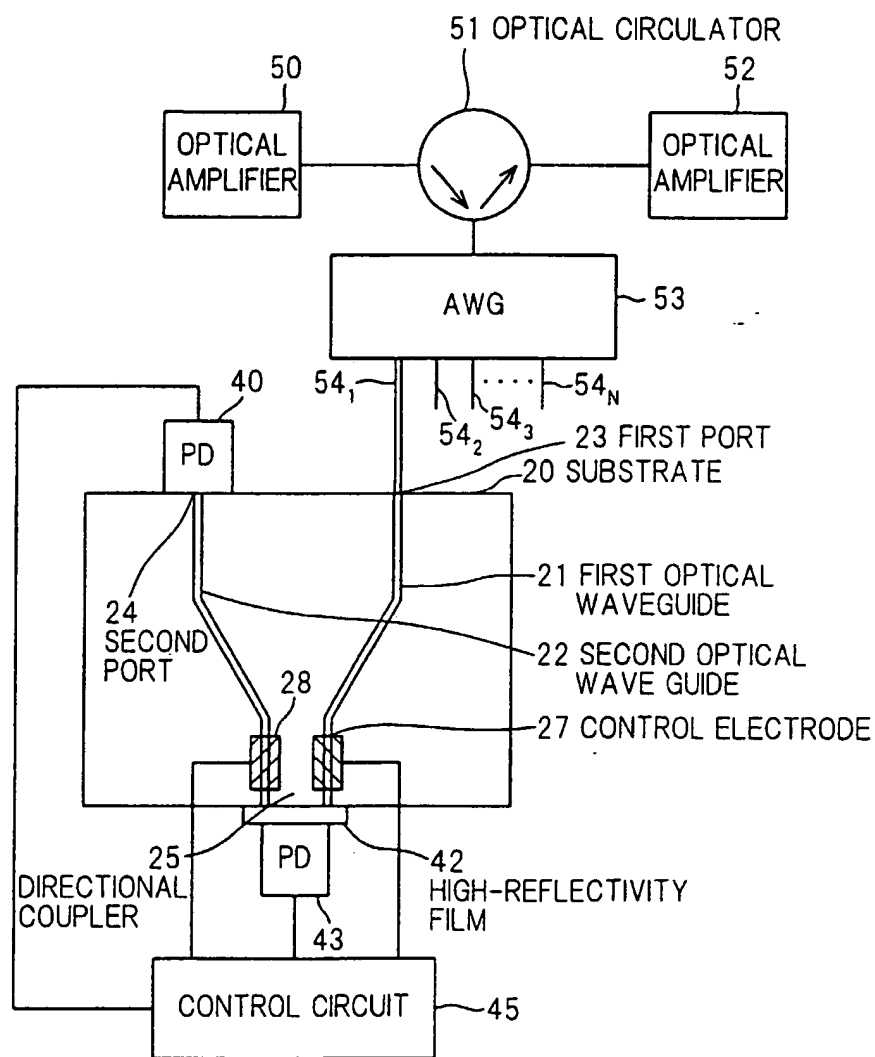 51 OPTICAL CIRCULATOR
50
52
OPTICAL
AMPLIFIER
OPTICAL
AMPLIFIER
AWG
53
54₁
54₂
54₃
....
54N
40
PD
23 FIRST PORT
20 SUBSTRATE
21 FIRST OPTICAL
WAVEGUIDE
24
SECOND
PORT
22 SECOND OPTICAL
WAVE GUIDE
28
27 CONTROL ELECTRODE
25
DIRECTIONAL
COUPLER
PD
42
HIGH-REFLECTIVITY
FILM
43
CONTROL CIRCUIT
45